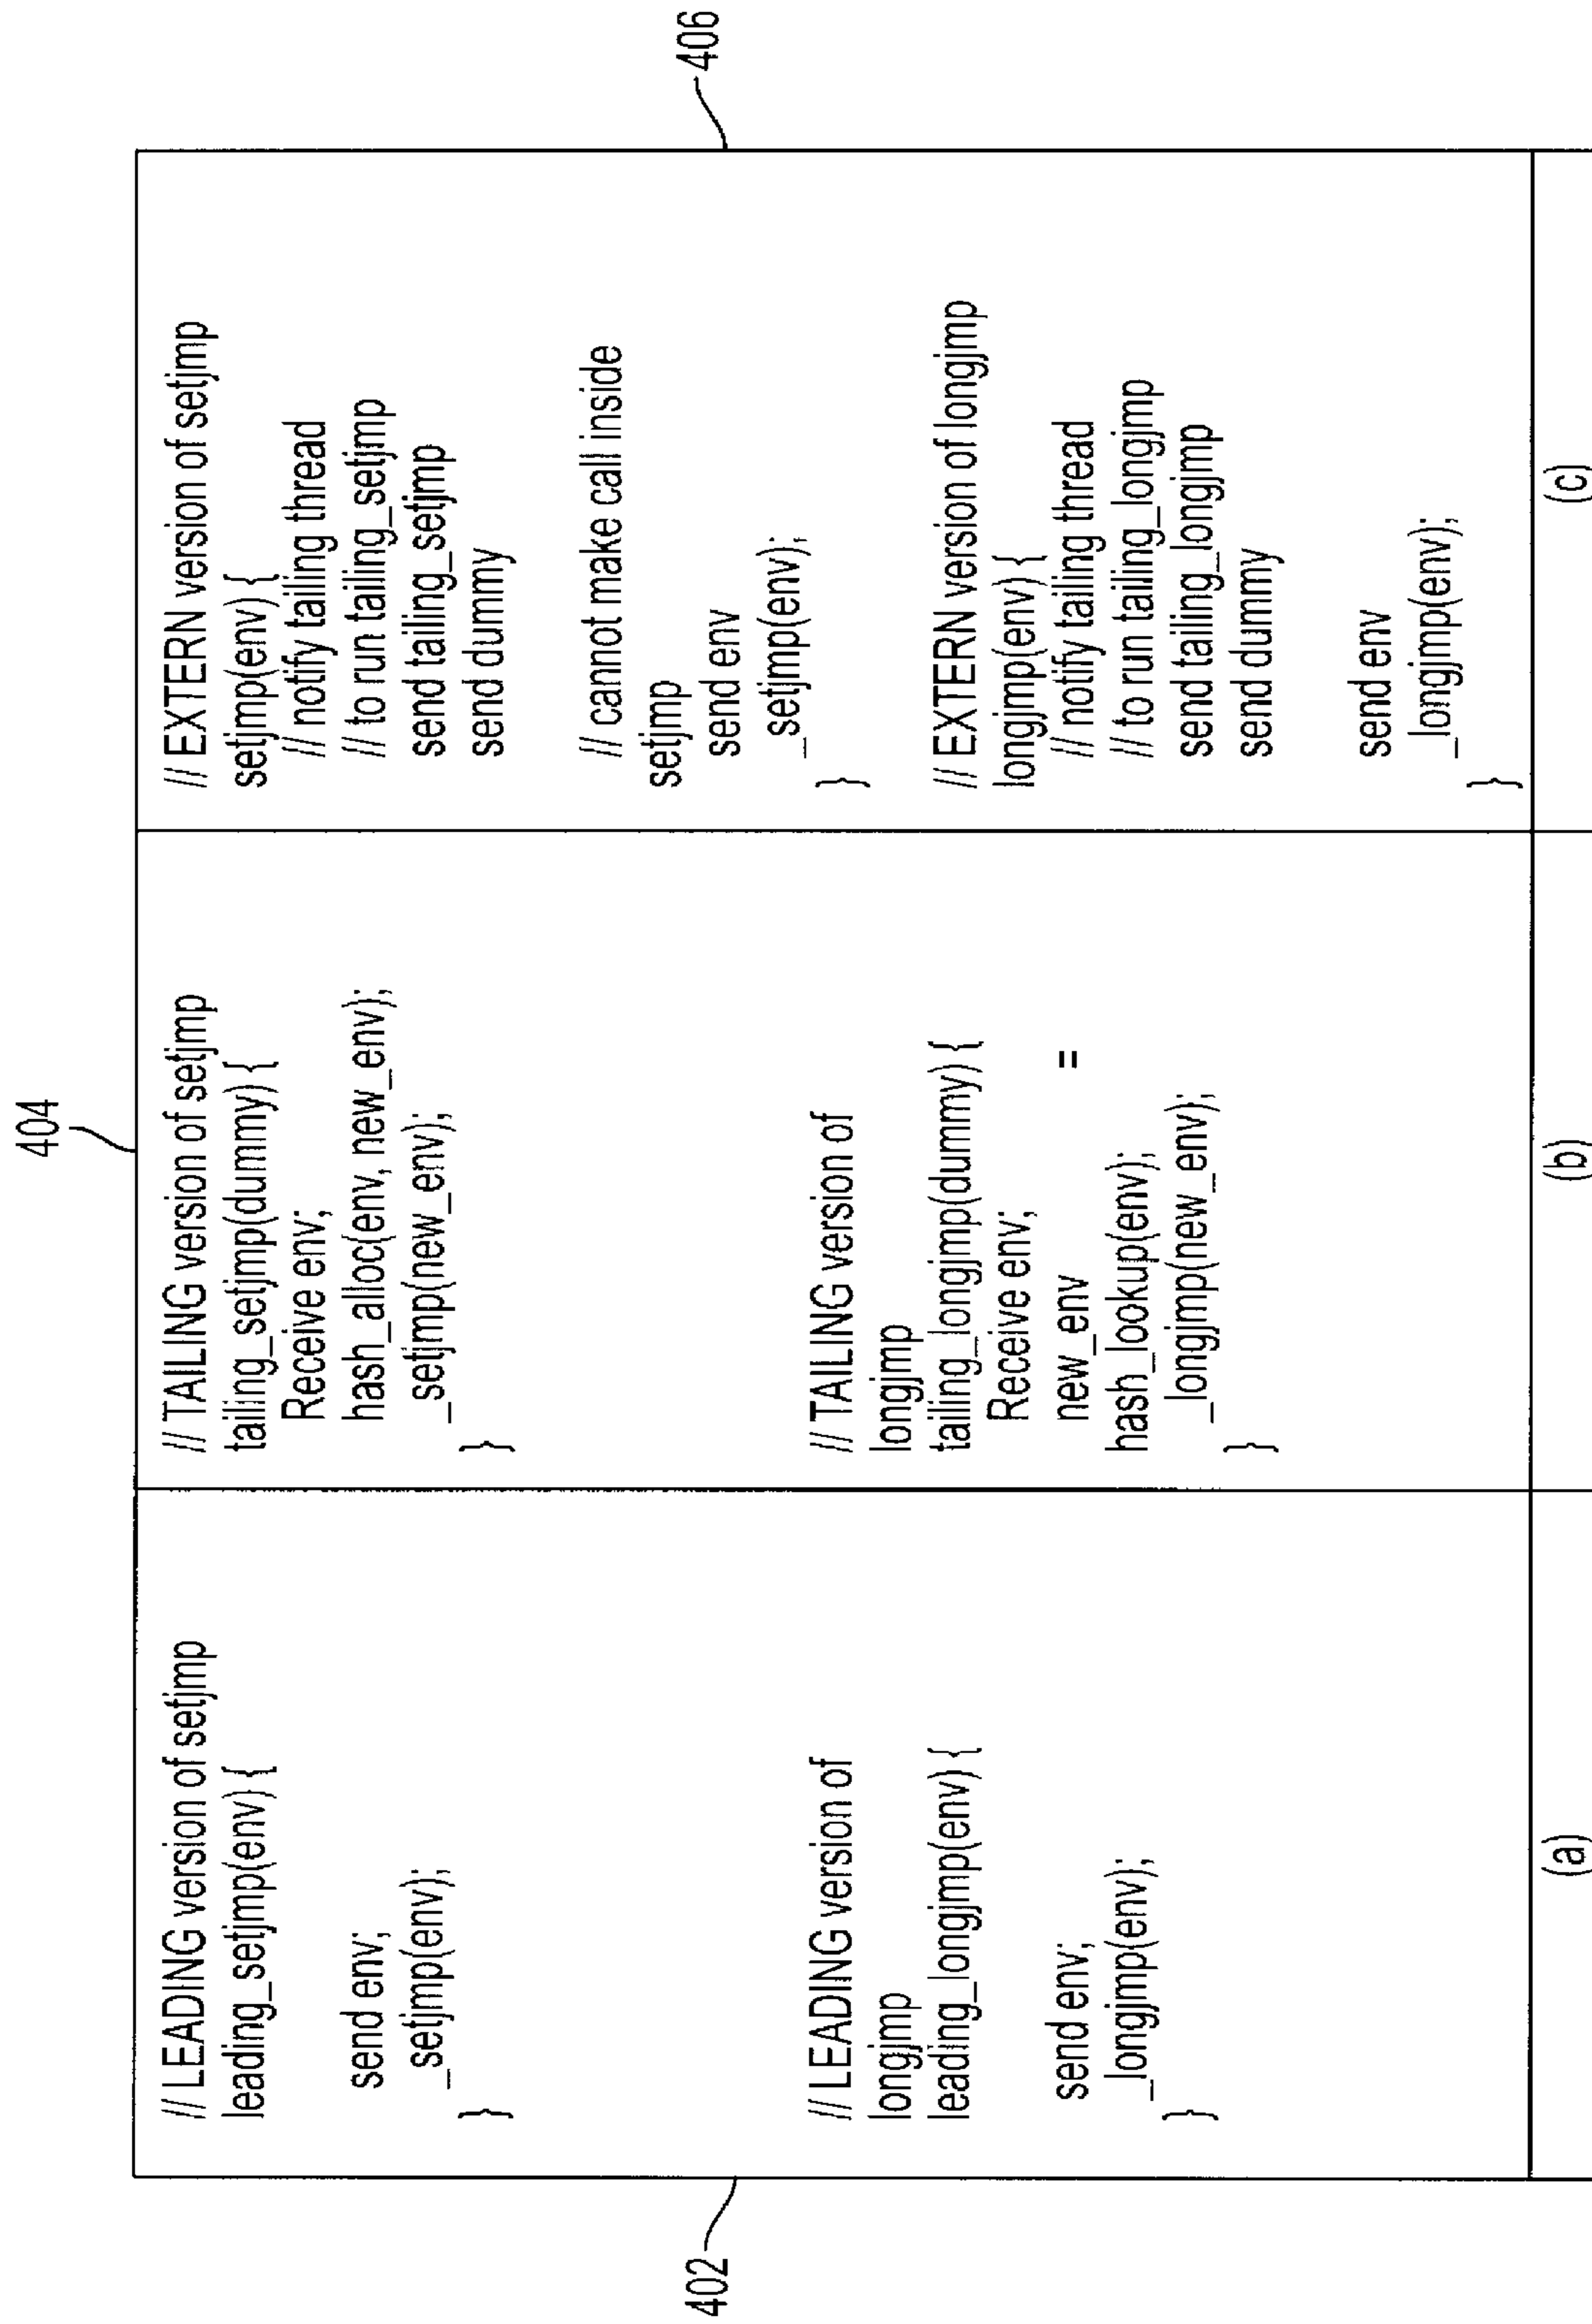 404
402
// LEADING version of setjmp
leading_setjmp(env) {
send env;
_setjmp(env);
}
// LEADING version of
longjmp
leading_longjmp(env) {
send env;
_longjmp(env);
}
(a)
// TAILING version of setjmp
tailing_setjmp(dummy) {
Receive env;
hash_alloc(env, new_env);
_setjmp(new_env);
}
// TAILING version of
longjmp
tailing_longjmp(dummy) {
Receive env;
new_env =
hash_lookup(env);
_longjmp(new_env);
}
(b)
// EXTERN version of setjmp
setjmp(env) {
// notify tailing thread
// to run tailing_setjmp
send tailing_setjmp
send dummy
// cannot make call inside
setjmp
send env
_setjmp(env);
}
// EXTERN version of longjmp
longjmp(env) {
// notify tailing thread
// to run tailing_longjmp
send tailing_longjmp
send dummy
send env
_longjmp(env);
}
(c)
406